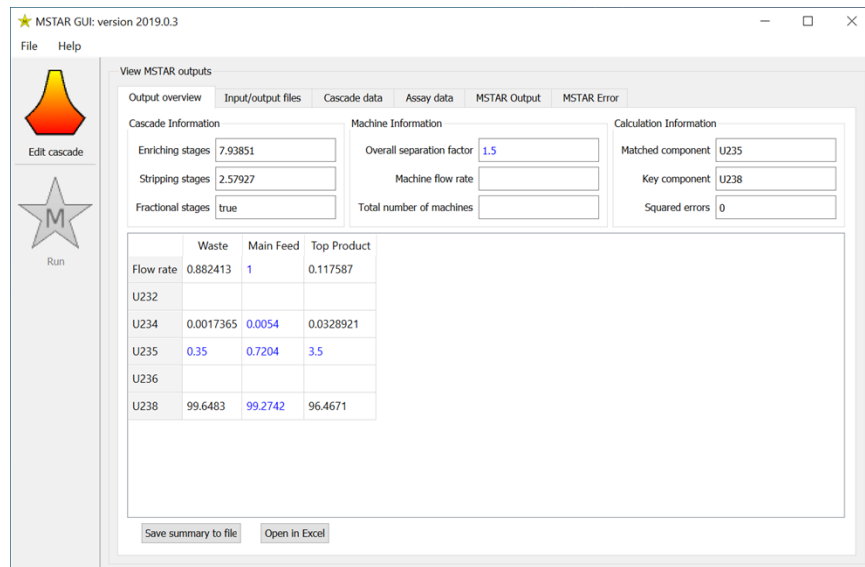 MSTAR GUI: version 2019.0.3
File Help
Edit cascade
M
Run
View MSTAR outputs
Output overview Input/output files Cascade data Assay data MSTAR Output MSTAR Error
Cascade Information Machine Information Calculation Information
Enriching stages 7.93851 Overall separation factor 1.5 Matched component U235
Stripping stages 2.57927 Machine flow rate Key component U238
Fractional stages true Total number of machines Squared errors 0
Waste Main Feed Top Product
Flow rate 0.882413 1 0.117587
U232
U234 0.0017365 0.0054 0.0328921
U235 0.35 0.7204 3.5
U236
U238 99.6483 99.2742 96.4671
Save summary to file Open in Excel